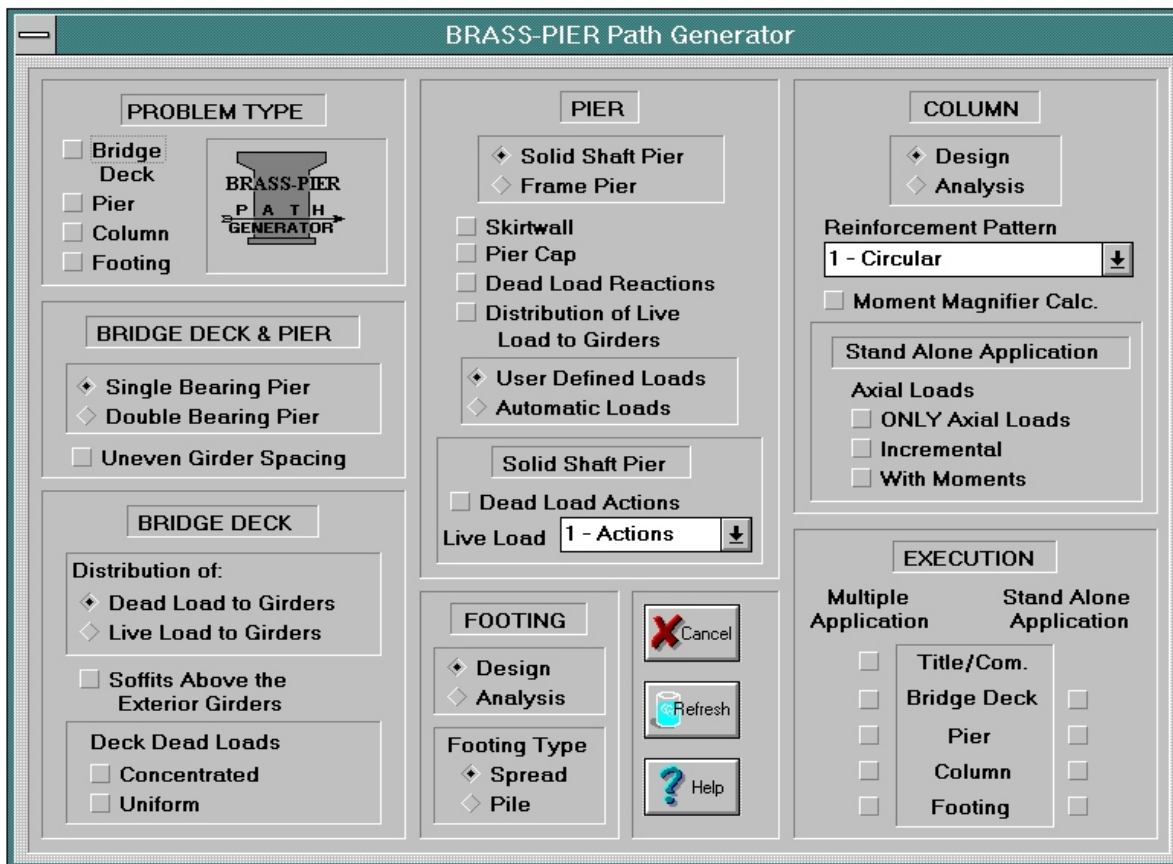 BRASS-PIER Path Generator
PROBLEM TYPE
Bridge
Deck
Pier
Column
Footing
BRASS-PIER
P A T H
GENERATOR
BRIDGE DECK & PIER
Single Bearing Pier
Double Bearing Pier
Uneven Girder Spacing
BRIDGE DECK
Distribution of:
Dead Load to Girders
Live Load to Girders
Soffits Above the
Exterior Girders
Deck Dead Loads
Concentrated
Uniform
PIER
Solid Shaft Pier
Frame Pier
Skirtwall
Pier Cap
Dead Load Reactions
Distribution of Live
Load to Girders
User Defined Loads
Automatic Loads
Solid Shaft Pier
Dead Load Actions
Live Load 1 - Actions
FOOTING
Design
Analysis
Footing Type
Spread
Pile
Cancel
Refresh
Help
COLUMN
Design
Analysis
Reinforcement Pattern
1 - Circular
Moment Magnifier Calc.
Stand Alone Application
Axial Loads
ONLY Axial Loads
Incremental
With Moments
EXECUTION
Multiple Stand Alone
Application Application
Title/Com.
Bridge Deck
Pier
Column
Footing